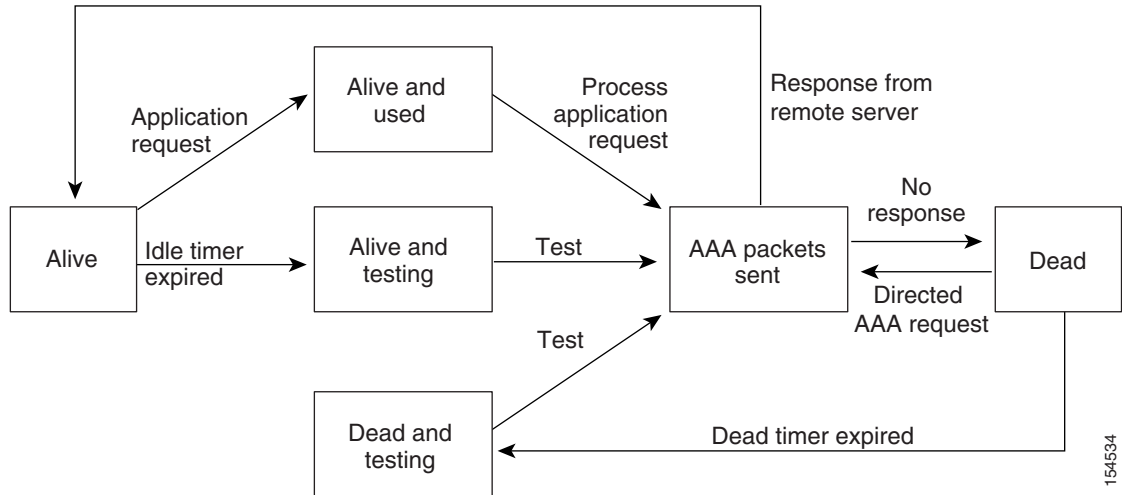 Alive and
used
Process
application
request
Response from
remote server
Application
request
Alive
Idle timer
expired
Alive and
testing
Test
AAA packets
sent
No
response
Dead
Directed
AAA request
Test
Dead and
testing
Dead timer expired
154534